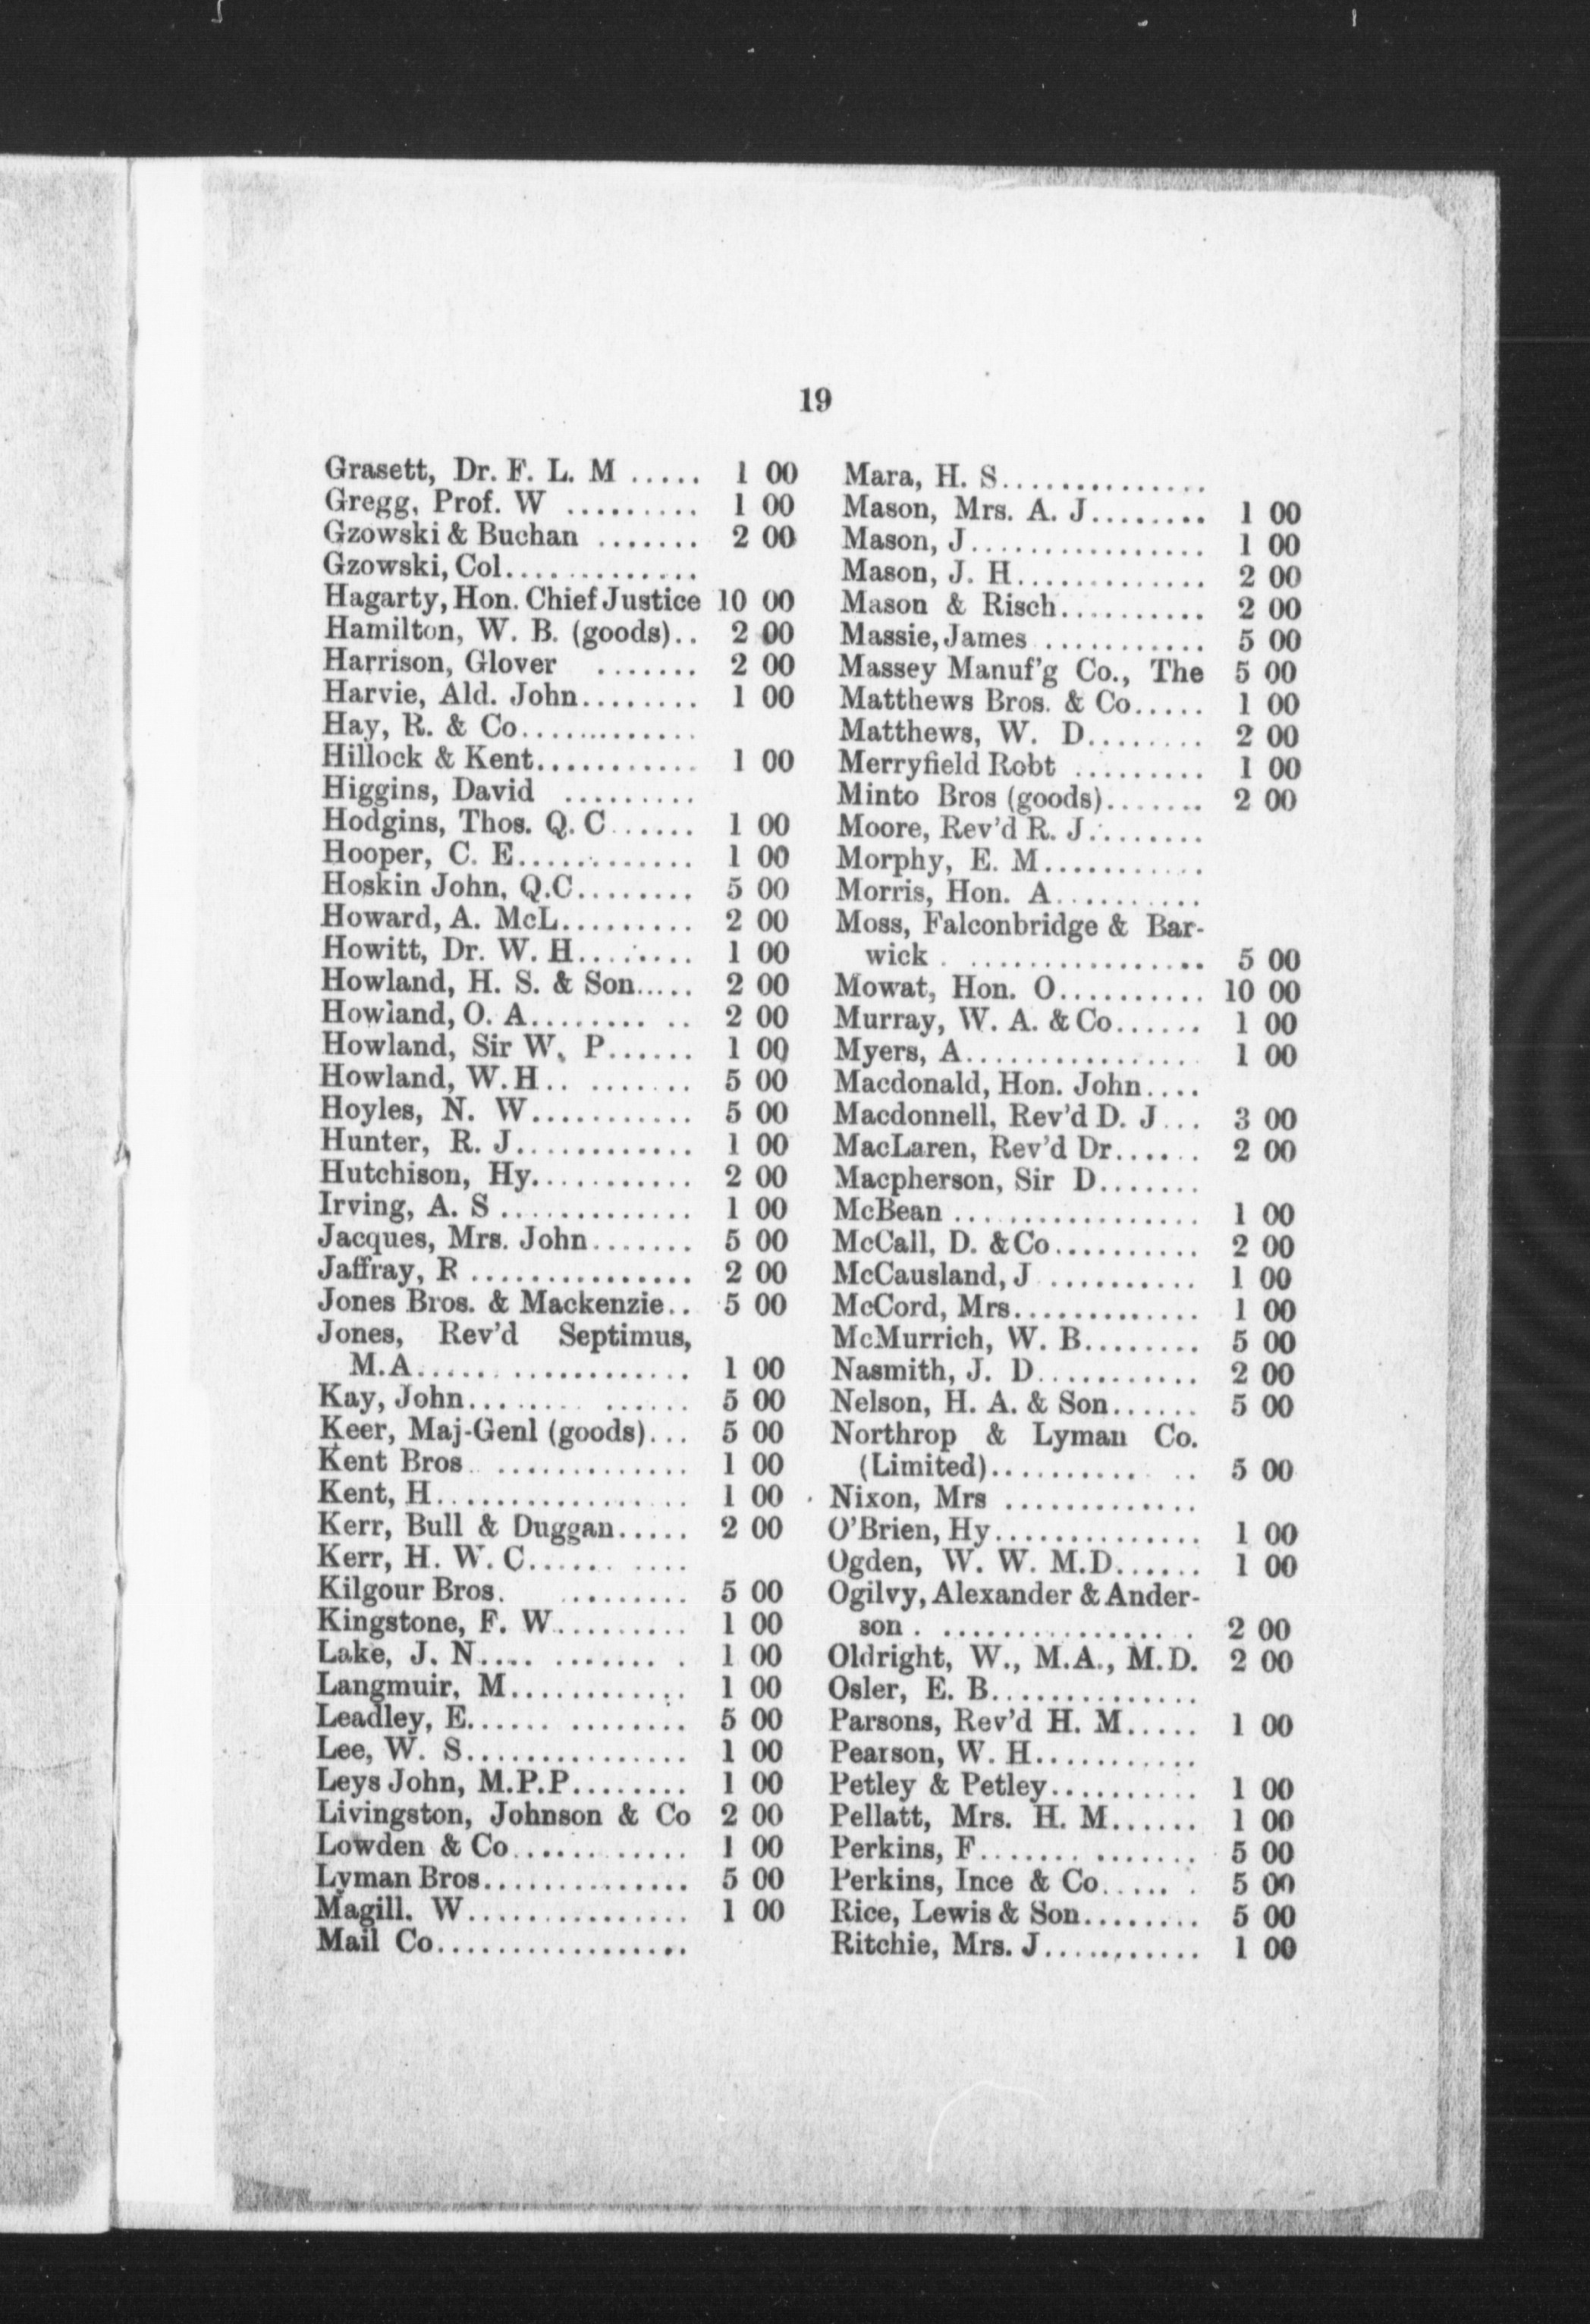 19
Grasett, Dr. F. L. M ..... 1 00
Gregg, Prof. W ......... 1 00
Gzowski & Buchan ....... 2 00
Gzowski, Col..............
Hagarty, Hon. Chief Justice 10 00
Hamilton, W. B. (goods).. 2 00
Harrison, Glover ....... 2 00
Harvie, Ald. John........ 1 00
Hay, R. & Co.............
Hillock & Kent............ 1 00
Higgins, David .........
Hodgins, Thos. Q. C...... 1 00
Hooper, C. E............. 1 00
Hoskin John, Q.C........ 5 00
Howard, A. McL......... 2 00
Howitt, Dr. W. H........ 1 00
Howland, H. S. & Son..... 2 00
Howland, O. A........ .. 2 00
Howland, Sir W. P...... 1 00
Howland, W. H.. ....... 5 00
Hoyles, N. W........... 5 00
Hunter, R. J............ 1 00
Hutchison, Hy........... 2 00
Irving, A. S ............. 1 00
Jacques, Mrs. John....... 5 00
Jaffray, R ............... 2 00
Jones Bros. & Mackenzie.. 5 00
Jones, Rev'd Septimus,
M.A..... ............. 1 00
Kay, John......... ...... 5 00
Keer, Maj-Genl (goods)... 5 00
Kent Bros.. ............. 1 00
Kent, H................. 1 00
Kerr, Bull & Duggan..... 2 00
Kerr, H. W. C...... ....
Kilgour Bros. ......... 5 00
Kingstone, F. W......... 1 00
Lake, J. N.... ........ . 1 00
Langmuir, M............ 1 00
Leadley, E...... ........ 5 00
Lee, W. S............... 1 00
Leys John, M.P.P........ 1 00
Livingston, Johnson & Co 2 00
Lowden & Co............ 1 00
Lyman Bros.............. 5 00
Magill. W............... 1 00
Mail Co.................
Mara, H. S...............
Mason, Mrs. A. J........ 1 00
Mason, J................ 1 00
Mason, J. H............. 2 00
Mason & Risch.......... 2 00
Massie, James ............ 5 00
Massey Manuf'g Co., The 5 00
Matthews Bros. & Co..... 1 00
Matthews, W. D........ 2 00
Merryfield Robt ......... 1 00
Minto Bros (goods)....... 2 00
Moore, Rev'd R. J........
Morphy, E. M...........
Morris, Hon. A..........
Moss, Falconbridge & Bar-
wick . ................. 5 00
Mowat, Hon. O.......... 10 00
Murray, W. A. & Co...... 1 00
Myers, A................ 1 00
Macdonald, Hon. John....
Macdonnell, Rev'd D. J... 3 00
MacLaren, Rev'd Dr...... 2 00
Macpherson, Sir D.......
McBean ................. 1 00
McCall, D. & Co.......... 2 00
McCausland, J .......... 1 00
McCord, Mrs............. 1 00
McMurrich, W. B........ 5 00
Nasmith, J. D............ 2 00
Nelson, H. A. & Son...... 5 00
Northrop & Lyman Co.
(Limited).......... .. 5 00
Nixon, Mrs .............
O'Brien, Hy.............. 1 00
Ogden, W. W. M.D...... 1 00
Ogilvy, Alexander & Ander-
son . ................. 2 00
Oldright, W., M.A., M.D. 2 00
Osler, E. B...............
Parsons, Rev'd H. M..... 1 00
Pearson, W. H...........
Petley & Petley........... 1 00
Pellatt, Mrs. H. M...... 1 00
Perkins, F....... ....... 5 00
Perkins, Ince & Co..... . 5 00
Rice, Lewis & Son........ 5 00
Ritchie, Mrs. J........... 1 00